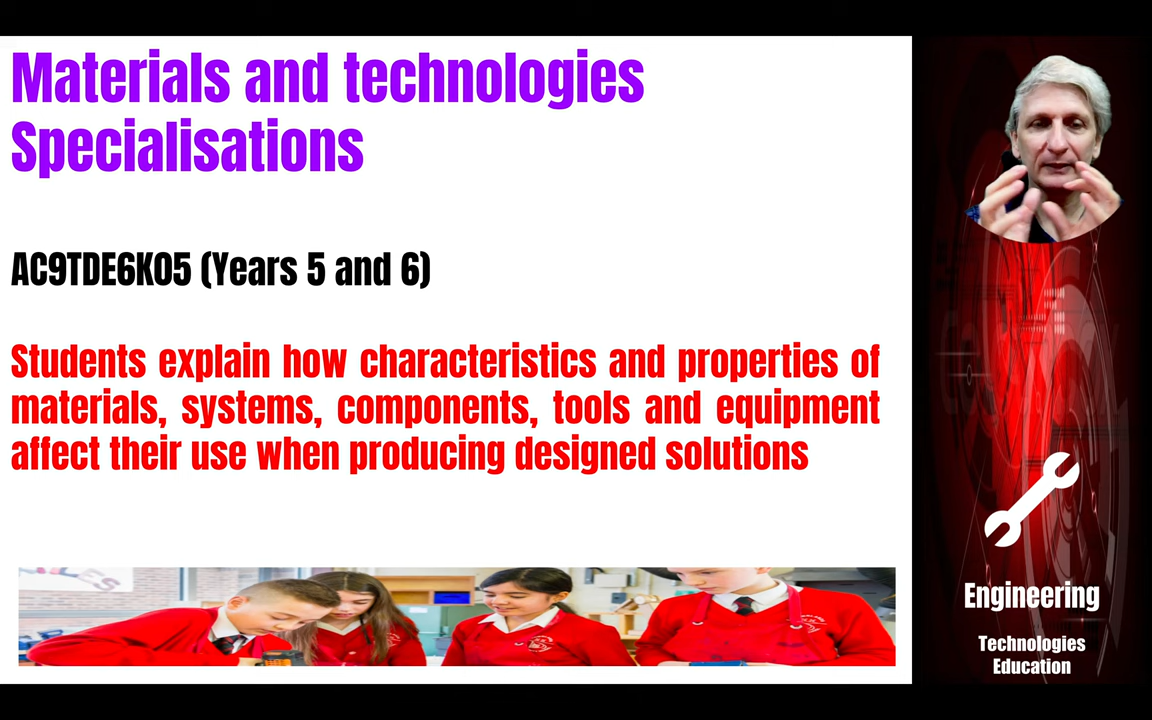 Materials and technologies
Specialisations
AC9TDE6K05 (Years 5 and 6)
Students explain how characteristics and properties of
materials, systems, components, tools and equipment
affect their use when producing designed solutions
Engineering
Technologies
Education